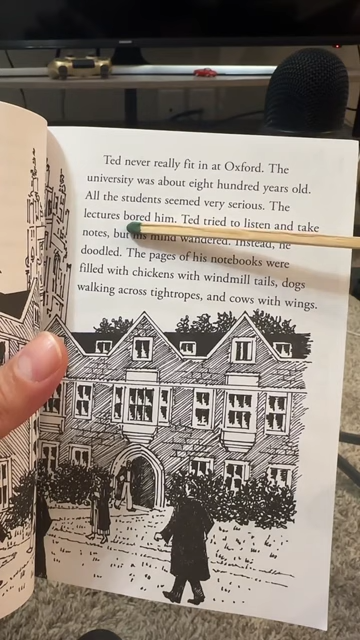 Ted never really fit in at Oxford. The
university was about eight hundred years old.
All the students seemed very serious. The
lectures bored him. Ted tried to listen and take
notes, but his mind wandered. Instead, he
doodled. The pages of his notebooks were
filled with chickens with windmill tails, dogs
walking across tightropes, and cows with wings.